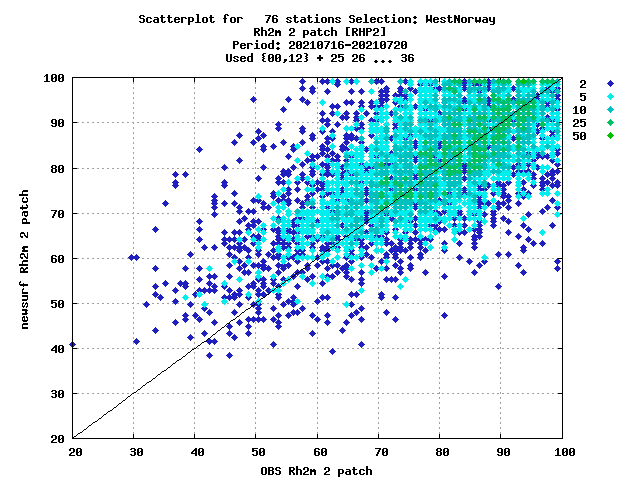 Scatterplot for   76 stations Selection: WestNorway
Rh2m 2 patch [RHP2]
Period: 20210716-20210720
Used {00,12} + 25 26 ... 36
100
90
80
70
60
50
40
30
20
newsurf Rh2m 2 patch
20 30 40 50 60 70 80 90 100
OBS Rh2m 2 patch
2
5
10
25
50